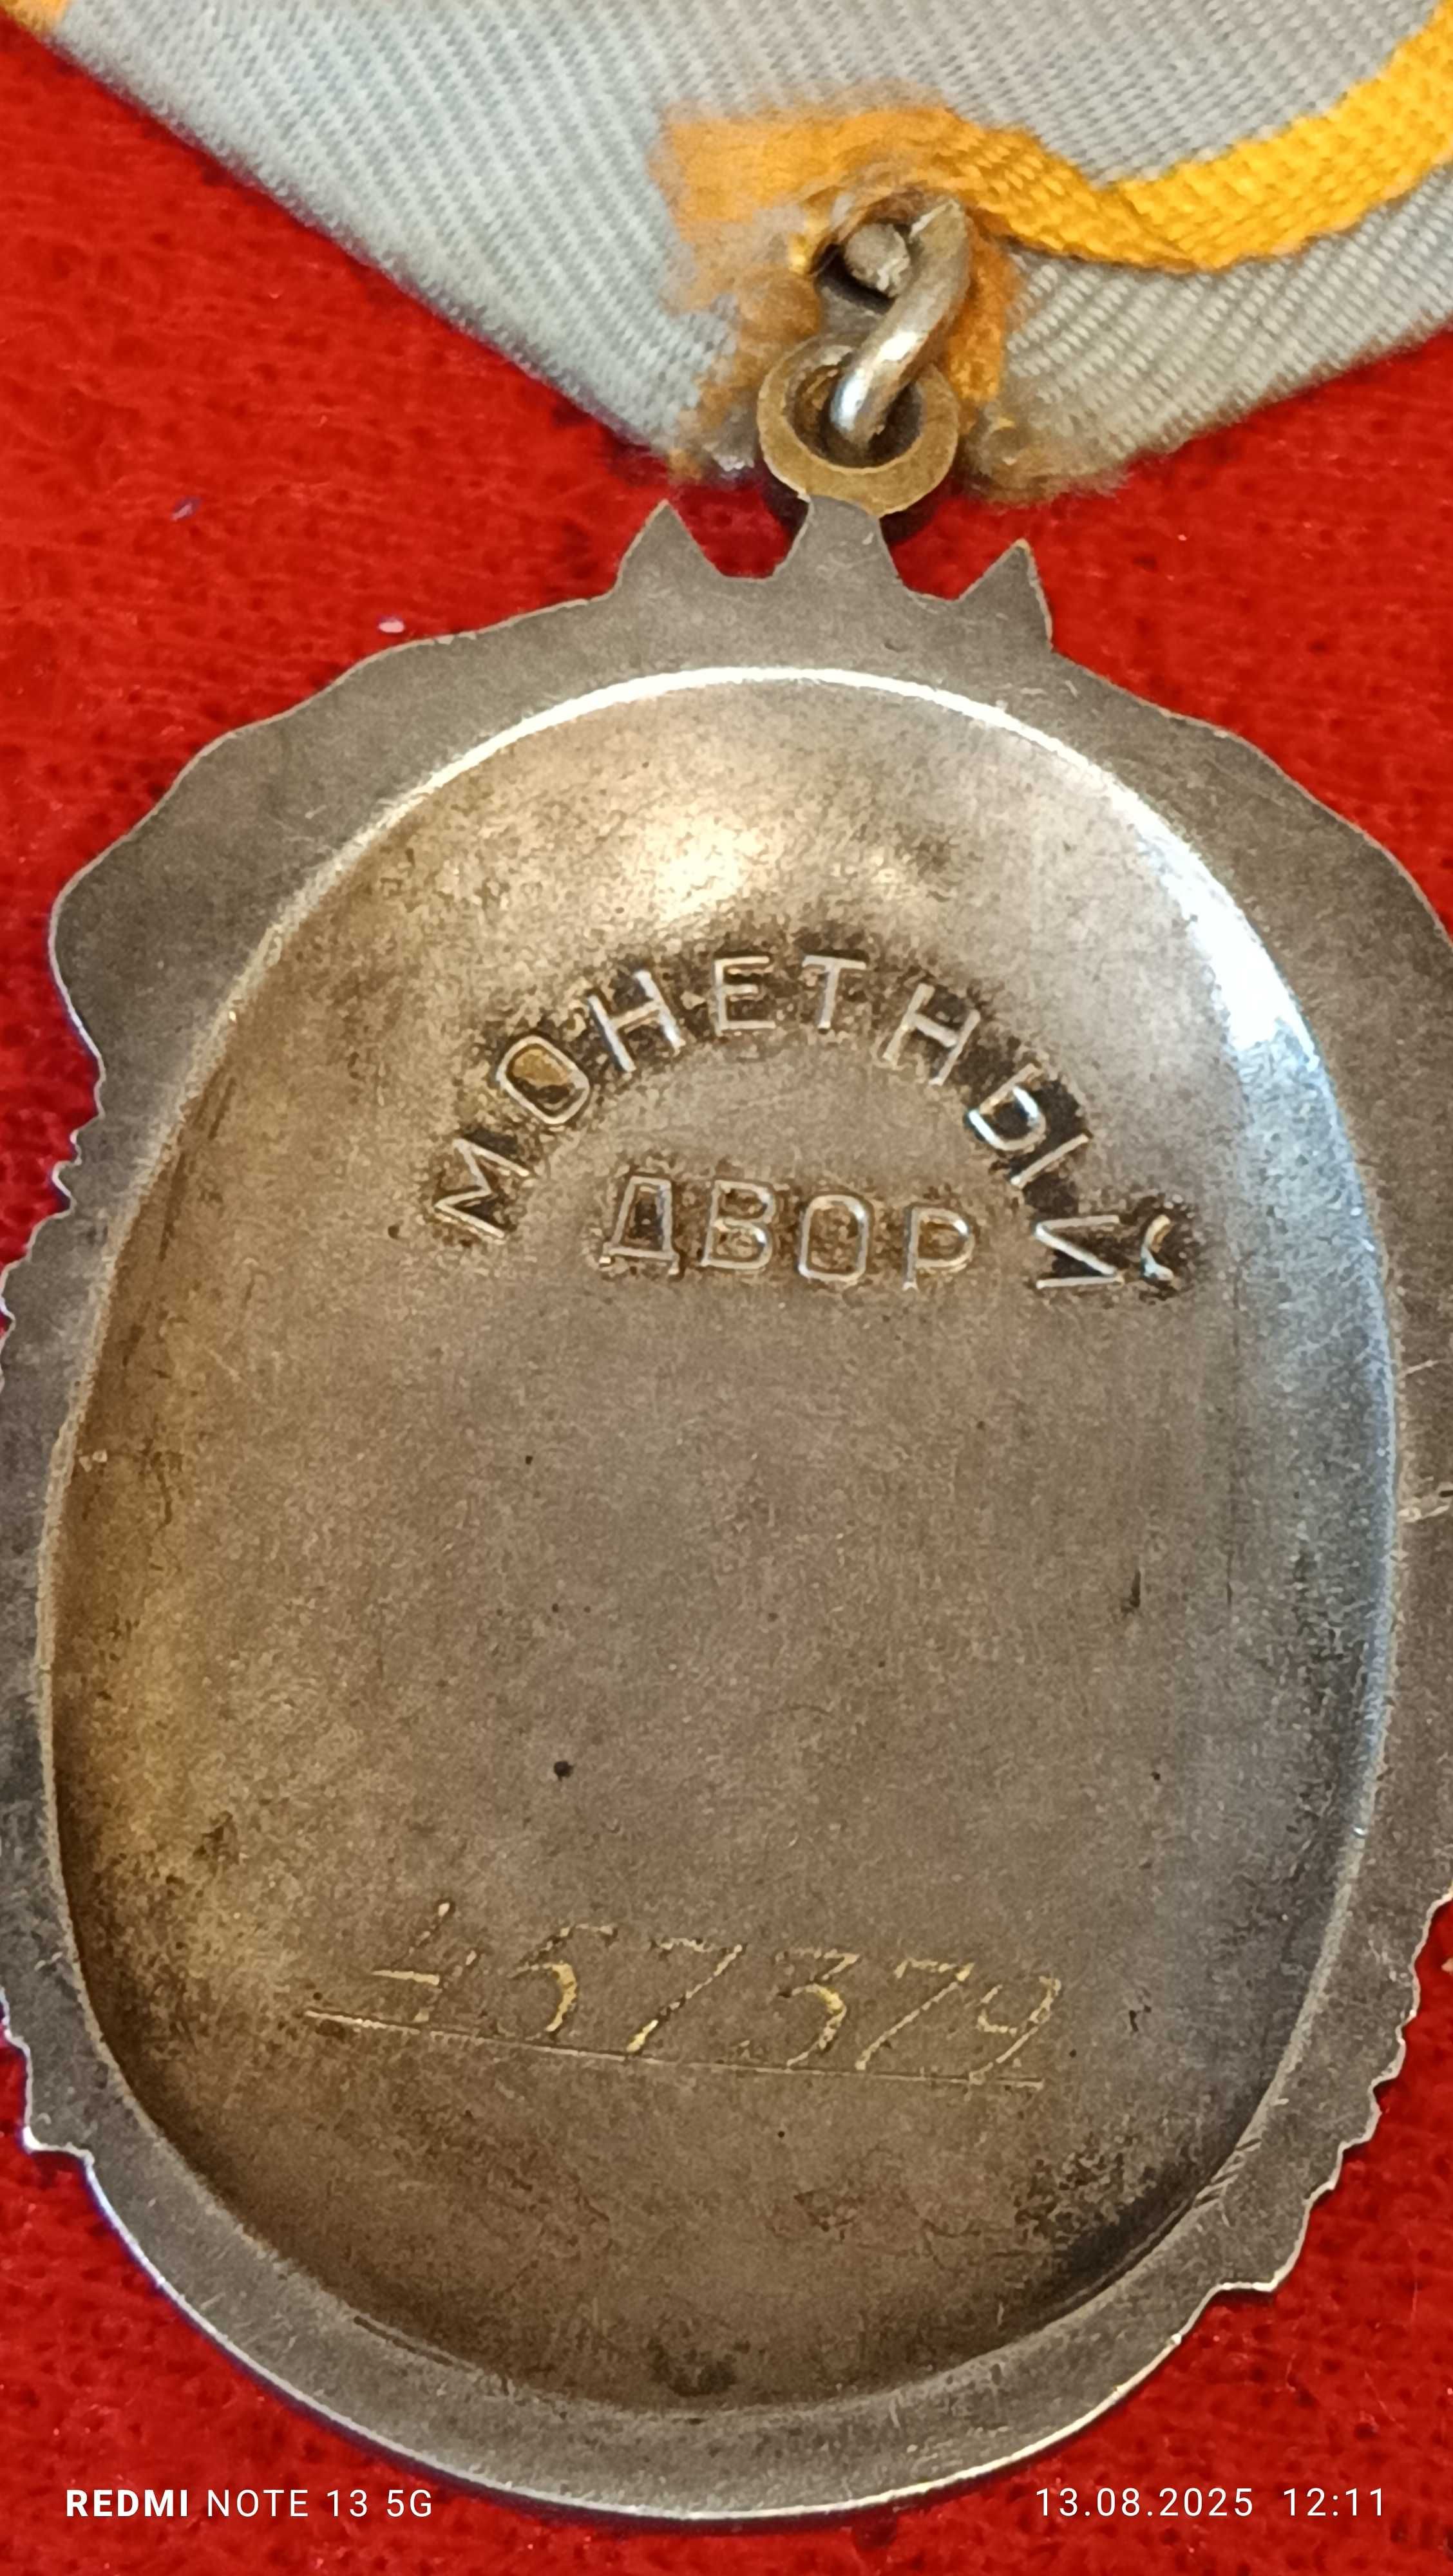 МОНЕТНЫЙ
ДВОР
457379
REDMI NOTE 13 5G
13.08.2025 12:11